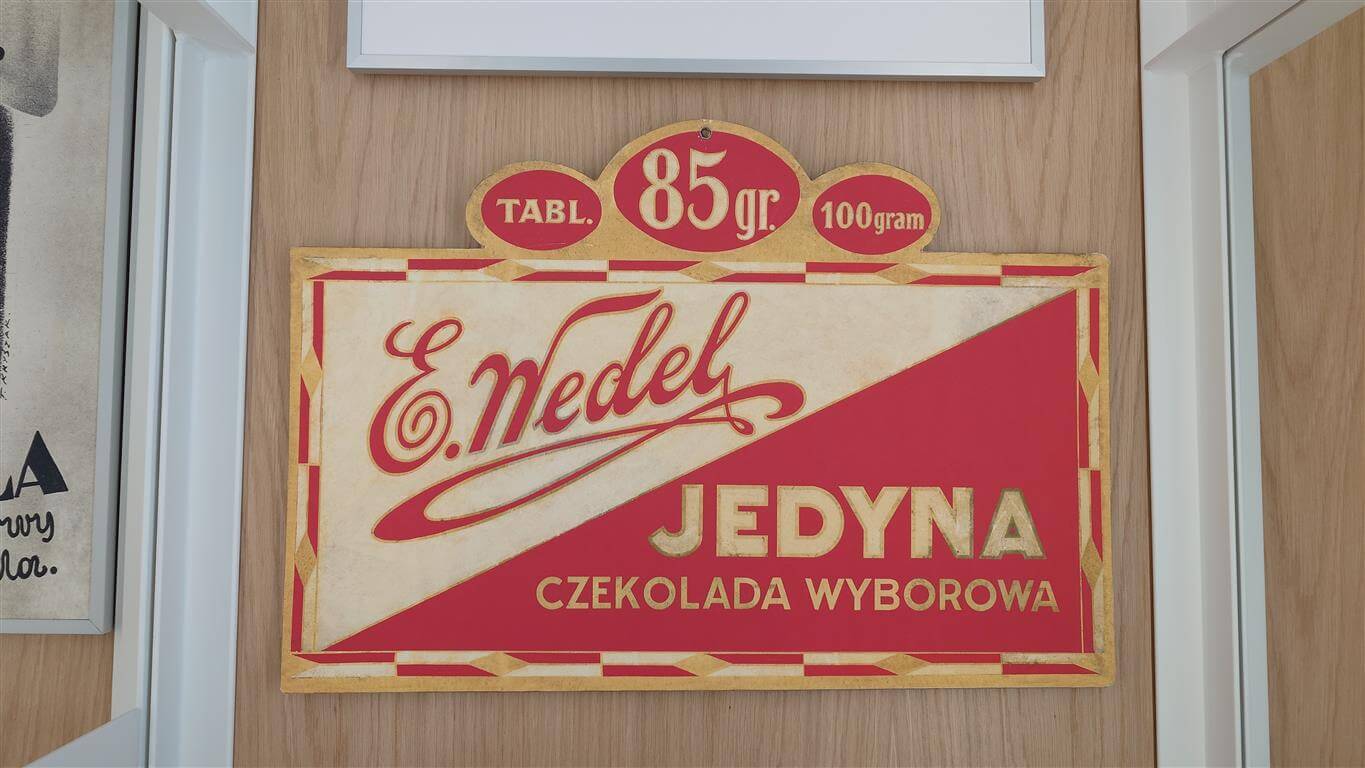 TABL. 85 gr. 100 gram
E. Wedel
JEDYNA
CZEKOLADA WYBOROWA